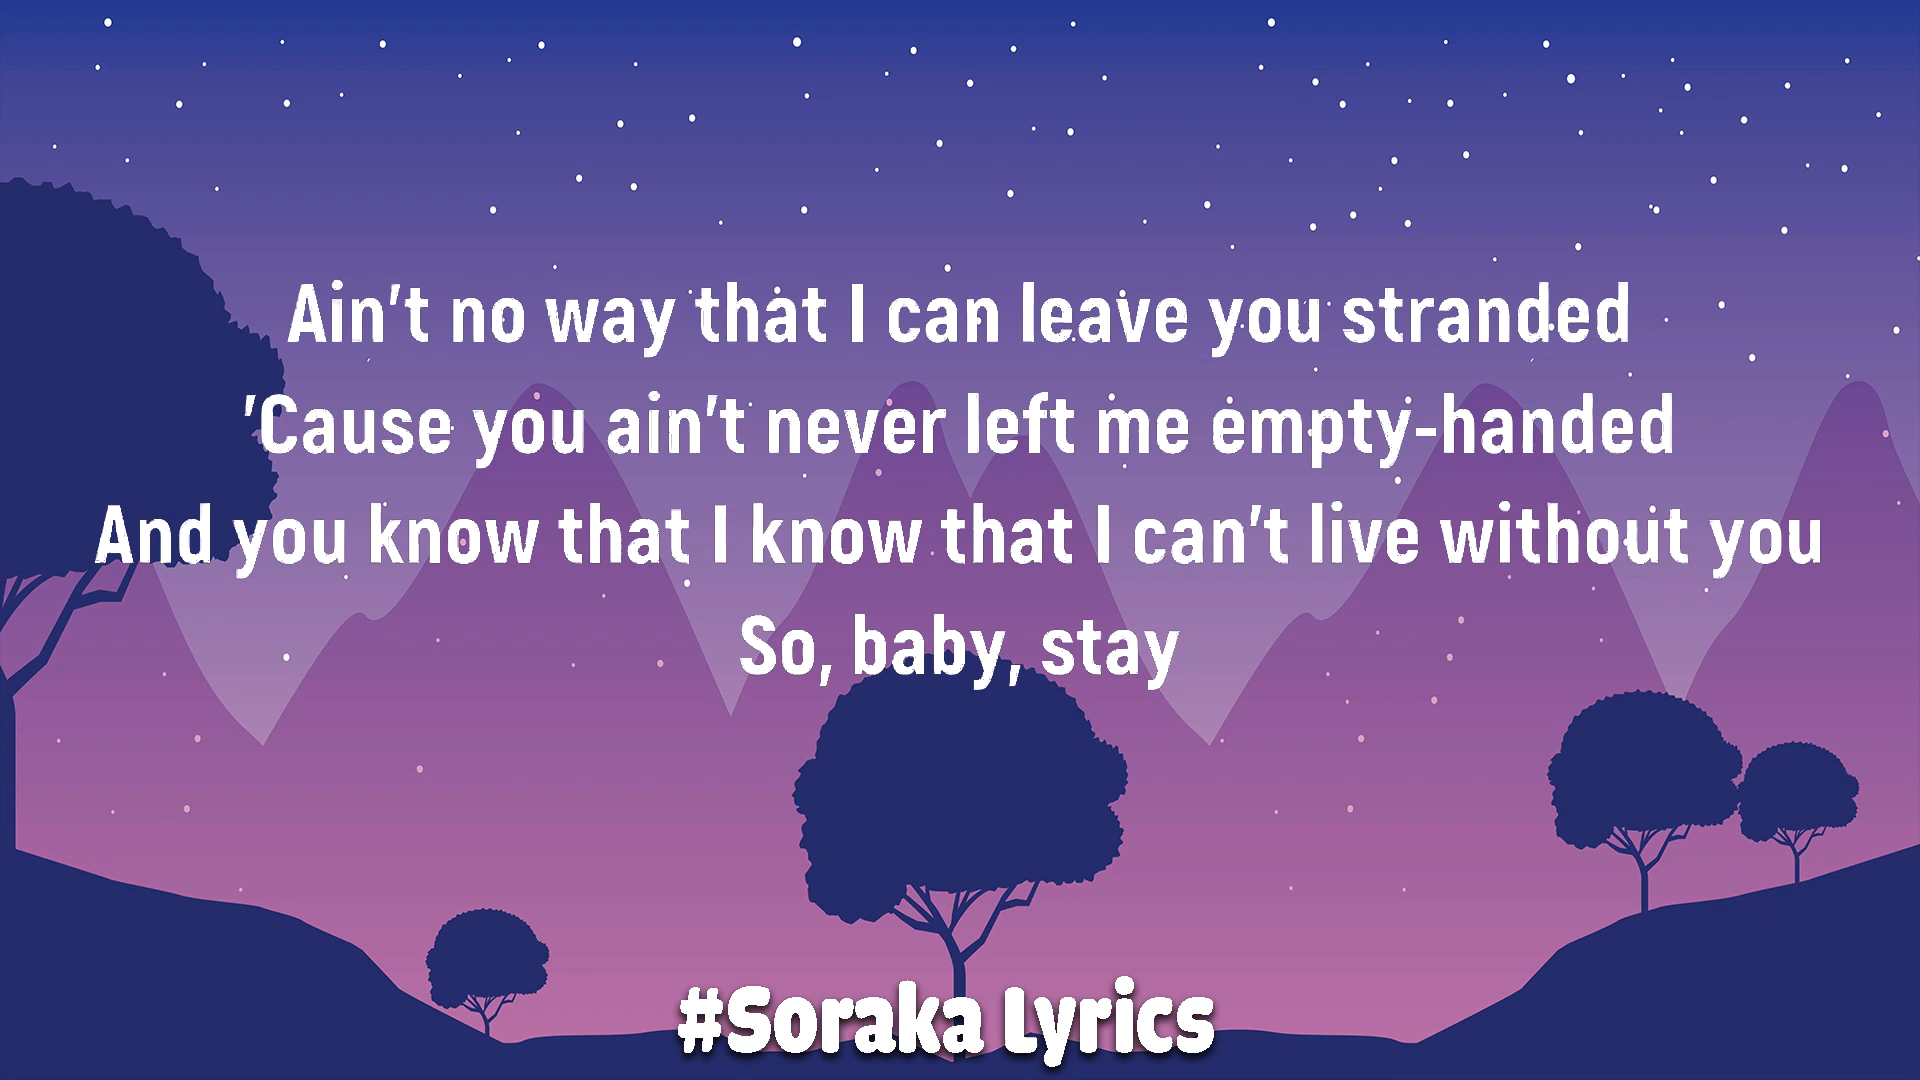 Ain't no way that I can leave you stranded
'Cause you ain't never left me empty-handed
And you know that I know that I can't live without you
So, baby, stay
#Soraka Lyrics